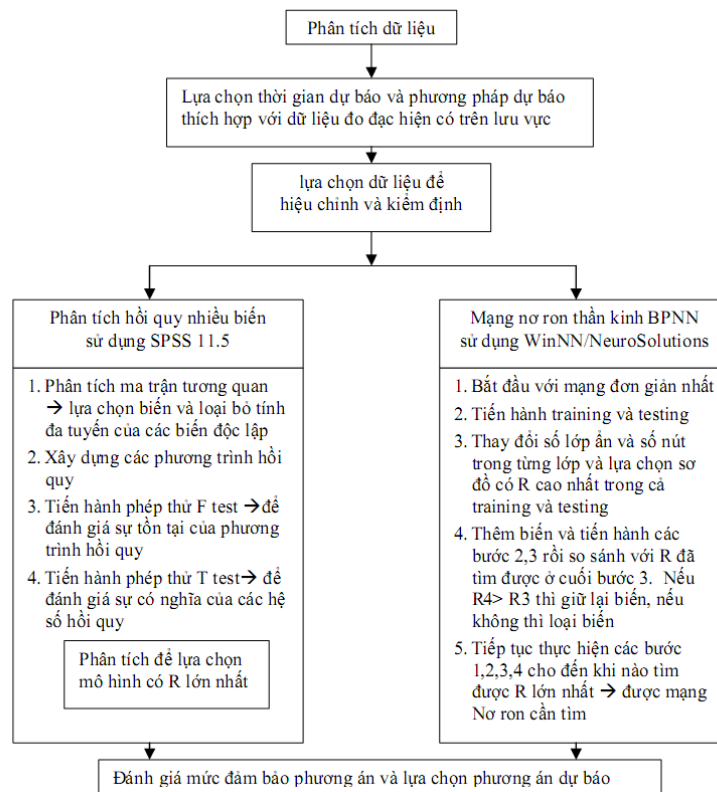 Phân tích dữ liệu
Lựa chọn thời gian dự báo và phương pháp dự báo
thích hợp với dữ liệu đo đạc hiện có trên lưu vực
lựa chọn dữ liệu để
hiệu chỉnh và kiểm định
Phân tích hồi quy nhiều biến
sử dụng SPSS 11.5
1. Phân tích ma trận tương quan
→ lựa chọn biến và loại bỏ tính
đa tuyến của các biến độc lập
2. Xây dựng các phương trình hồi
quy
3. Tiến hành phép thử F test →để
đánh giá sự tồn tại của phương
trình hồi quy
4. Tiến hành phép thử T test→ để
đánh giá sự có nghĩa của các hệ
số hồi quy
Phân tích để lựa chọn
mô hình có R lớn nhất
Mạng nơ ron thần kinh BPNN
sử dụng WinNN/NeuroSolutions
1. Bắt đầu với mạng đơn giản nhất
2. Tiến hành training và testing
3. Thay đổi số lớp ẩn và số nút
trong từng lớp và lựa chọn sơ
đồ có R cao nhất trong cả
training và testing
4. Thêm biến và tiến hành các
bước 2,3 rồi so sánh với R đã
tìm được ở cuối bước 3. Nếu
R4> R3 thì giữ lại biến, nếu
không thì loại biến
5. Tiếp tục thực hiện các bước
1,2,3,4 cho đến khi nào tìm
được R lớn nhất → được mạng
Nơ ron cần tìm
Đánh giá mức đảm bảo phương án và lựa chọn phương án dự báo